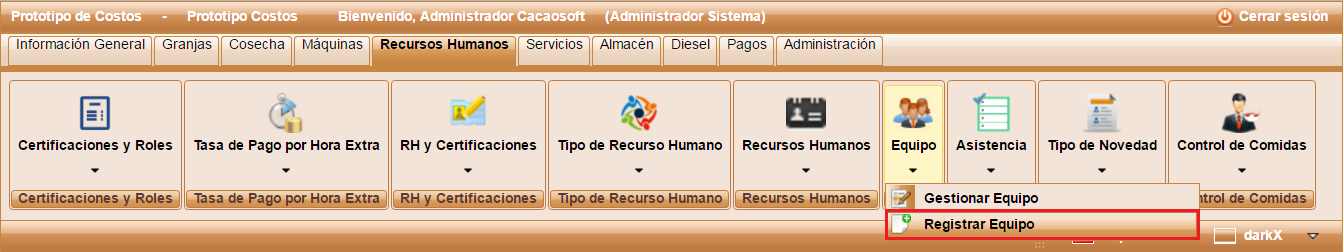 Prototipo de Costos - Prototipo Costos Bienvenido, Administrador Cacaosoft (Administrador Sistema) Cerrar sesión
Información General Granjas Cosecha Máquinas Recursos Humanos Servicios Almacén Diesel Pagos Administración
Certificaciones y Roles Tasa de Pago por Hora Extra RH y Certificaciones Tipo de Recurso Humano Recursos Humanos Equipo Asistencia Tipo de Novedad Control de Comidas
Certificaciones y Roles Tasa de Pago por Hora Extra RH y Certificaciones Tipo de Recurso Humano Recursos Humanos
Gestionar Equipo
Registrar Equipo
de Comidas
darkX